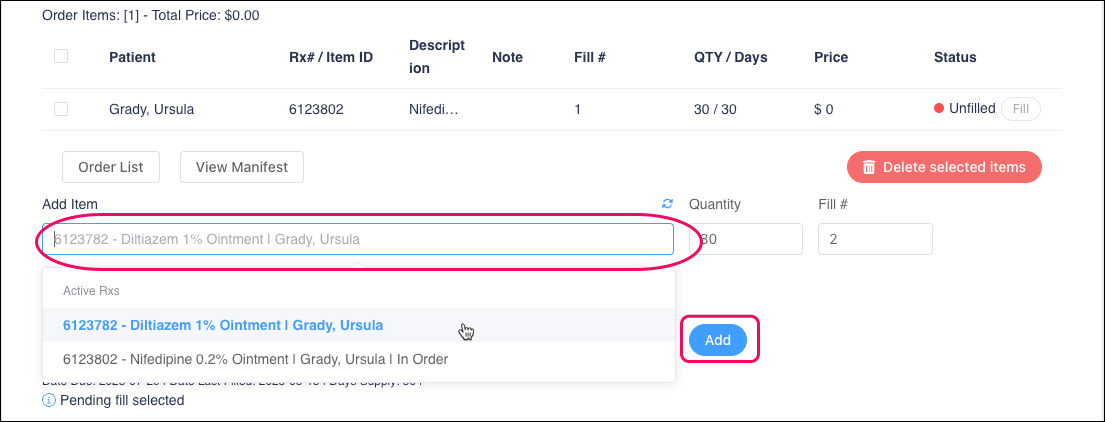 Order Items: [1] - Total Price: $0.00
Patient Rx# / Item ID Descript ion Note Fill # QTY / Days Price Status
Grady, Ursula 6123802 Nifedi... 1 30 / 30 $ 0 Unfilled Fill
Order List View Manifest Delete selected items
Add Item Quantity Fill #
6123782 - Diltiazem 1% Ointment | Grady, Ursula 30 2
Active Rxs
6123782 - Diltiazem 1% Ointment | Grady, Ursula
Add
6123802 - Nifedipine 0.2% Ointment | Grady, Ursula | In Order
Pending fill selected